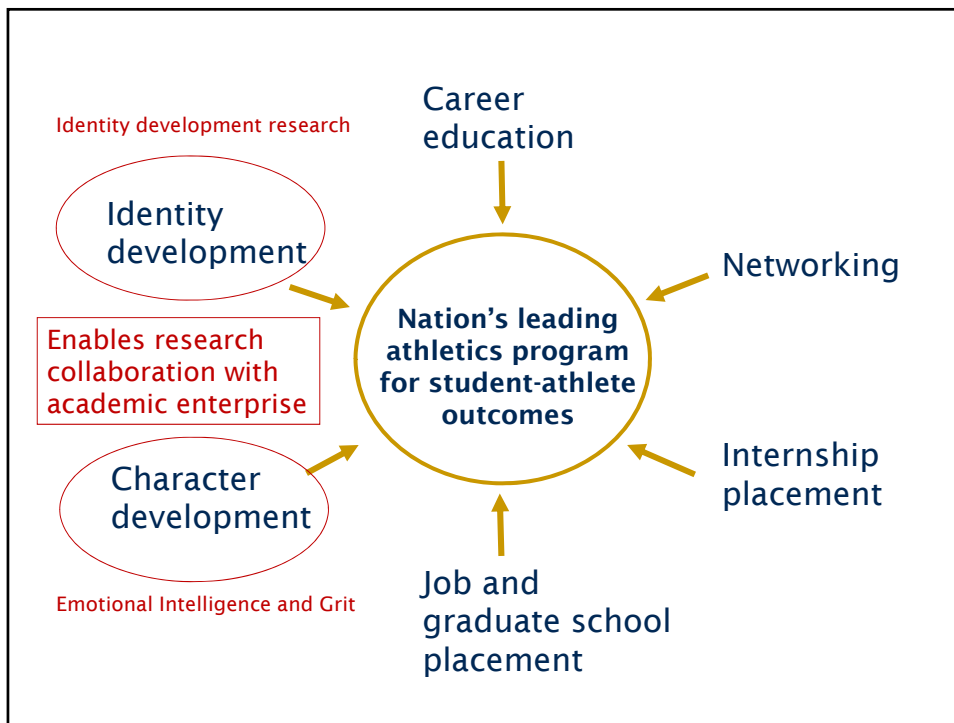 Career
education
Identity development research
Identity
development
Networking
Nation’s leading
athletics program
for student-athlete
outcomes
Enables research
collaboration with
academic enterprise
Character
development
Internship
placement
Job and
graduate school
placement
Emotional Intelligence and Grit